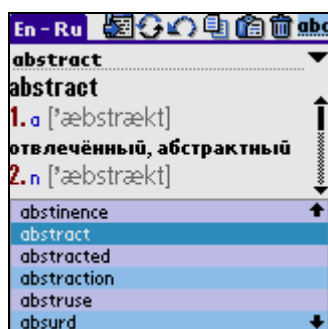 En - Ru abc
abstract
abstract
1. a ['æbstrækt]
отвлечённый, абстрактный
2. n ['æbstrækt]
abstinence
abstract
abstracted
abstraction
abstruse
absurd